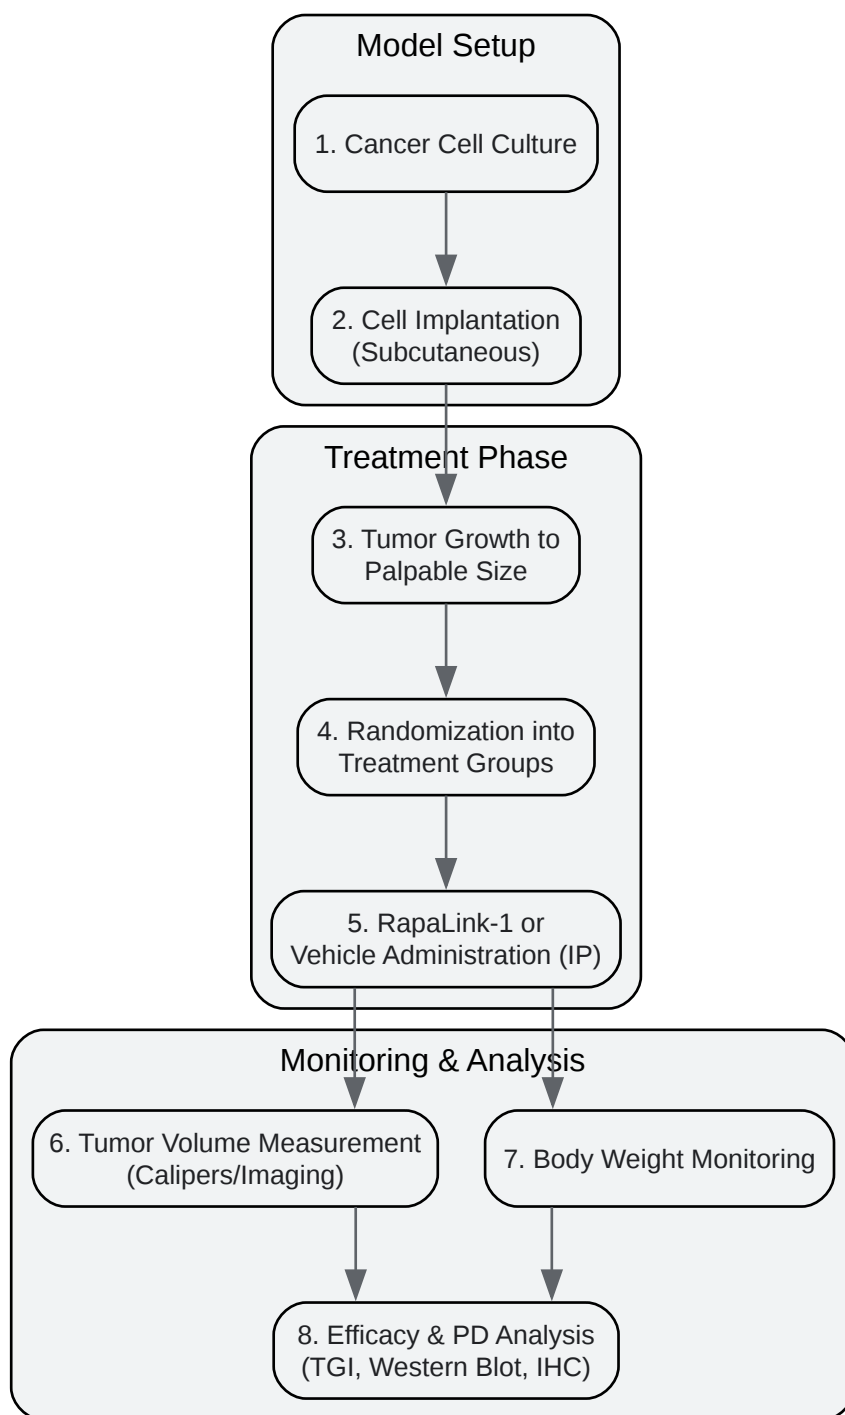 Model Setup
1. Cancer Cell Culture
2. Cell Implantation
(Subcutaneous)
Treatment Phase
3. Tumor Growth to
Palpable Size
4. Randomization into
Treatment Groups
5. RapaLink-1 or
Vehicle Administration (IP)
Monitoring & Analysis
6. Tumor Volume Measurement
(Calipers/Imaging)
7. Body Weight Monitoring
8. Efficacy & PD Analysis
(TGI, Western Blot, IHC)